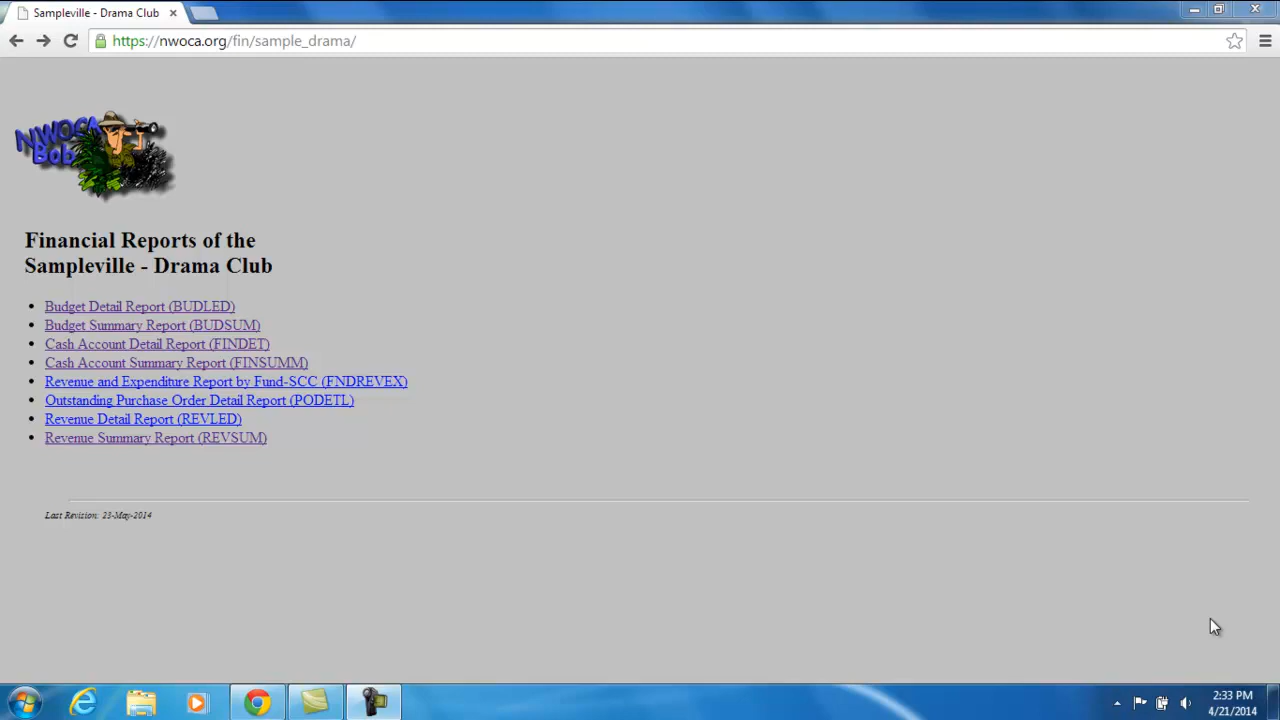 Sampleville - Drama Club
https://nwoca.org/fin/sample_drama/
NWOCA
Bob
Financial Reports of the
Sampleville - Drama Club
Budget Detail Report (BUDLED)
Budget Summary Report (BUDSUM)
Cash Account Detail Report (FINDET)
Cash Account Summary Report (FINSUMM)
Revenue and Expenditure Report by Fund-SCC (FNDREVEX)
Outstanding Purchase Order Detail Report (PODETL)
Revenue Detail Report (REVLED)
Revenue Summary Report (REVSUM)
Last Revision: 23-May-2014
2:33 PM
4/21/2014